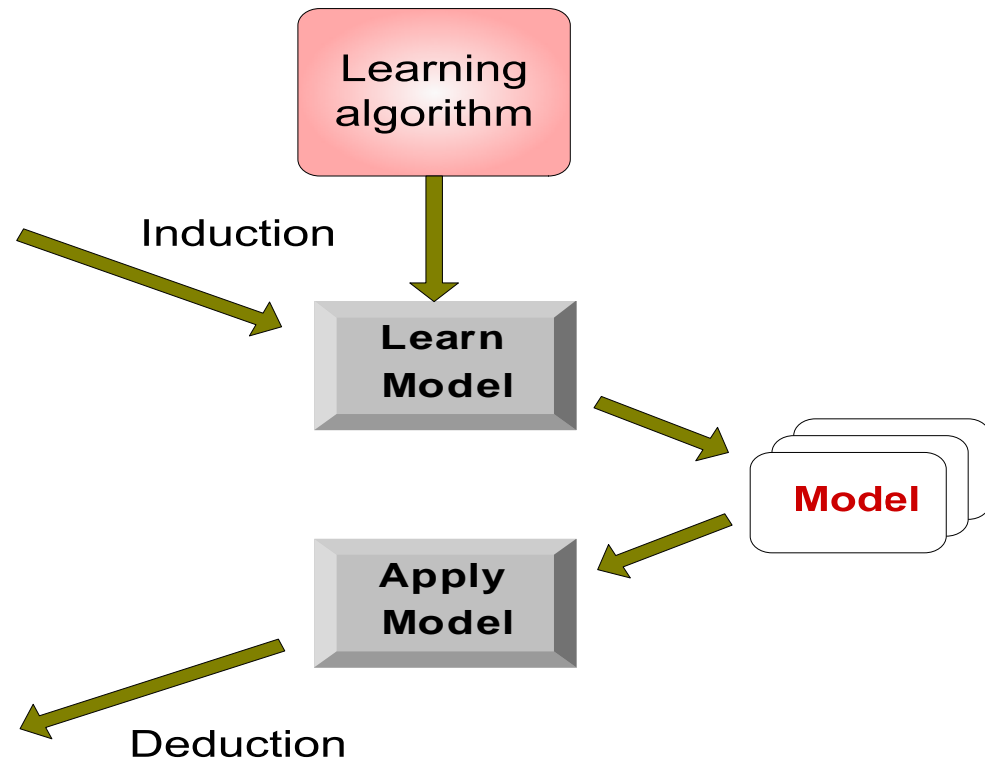 Learning
algorithm
Induction
Learn
Model
Model
Apply
Model
Deduction